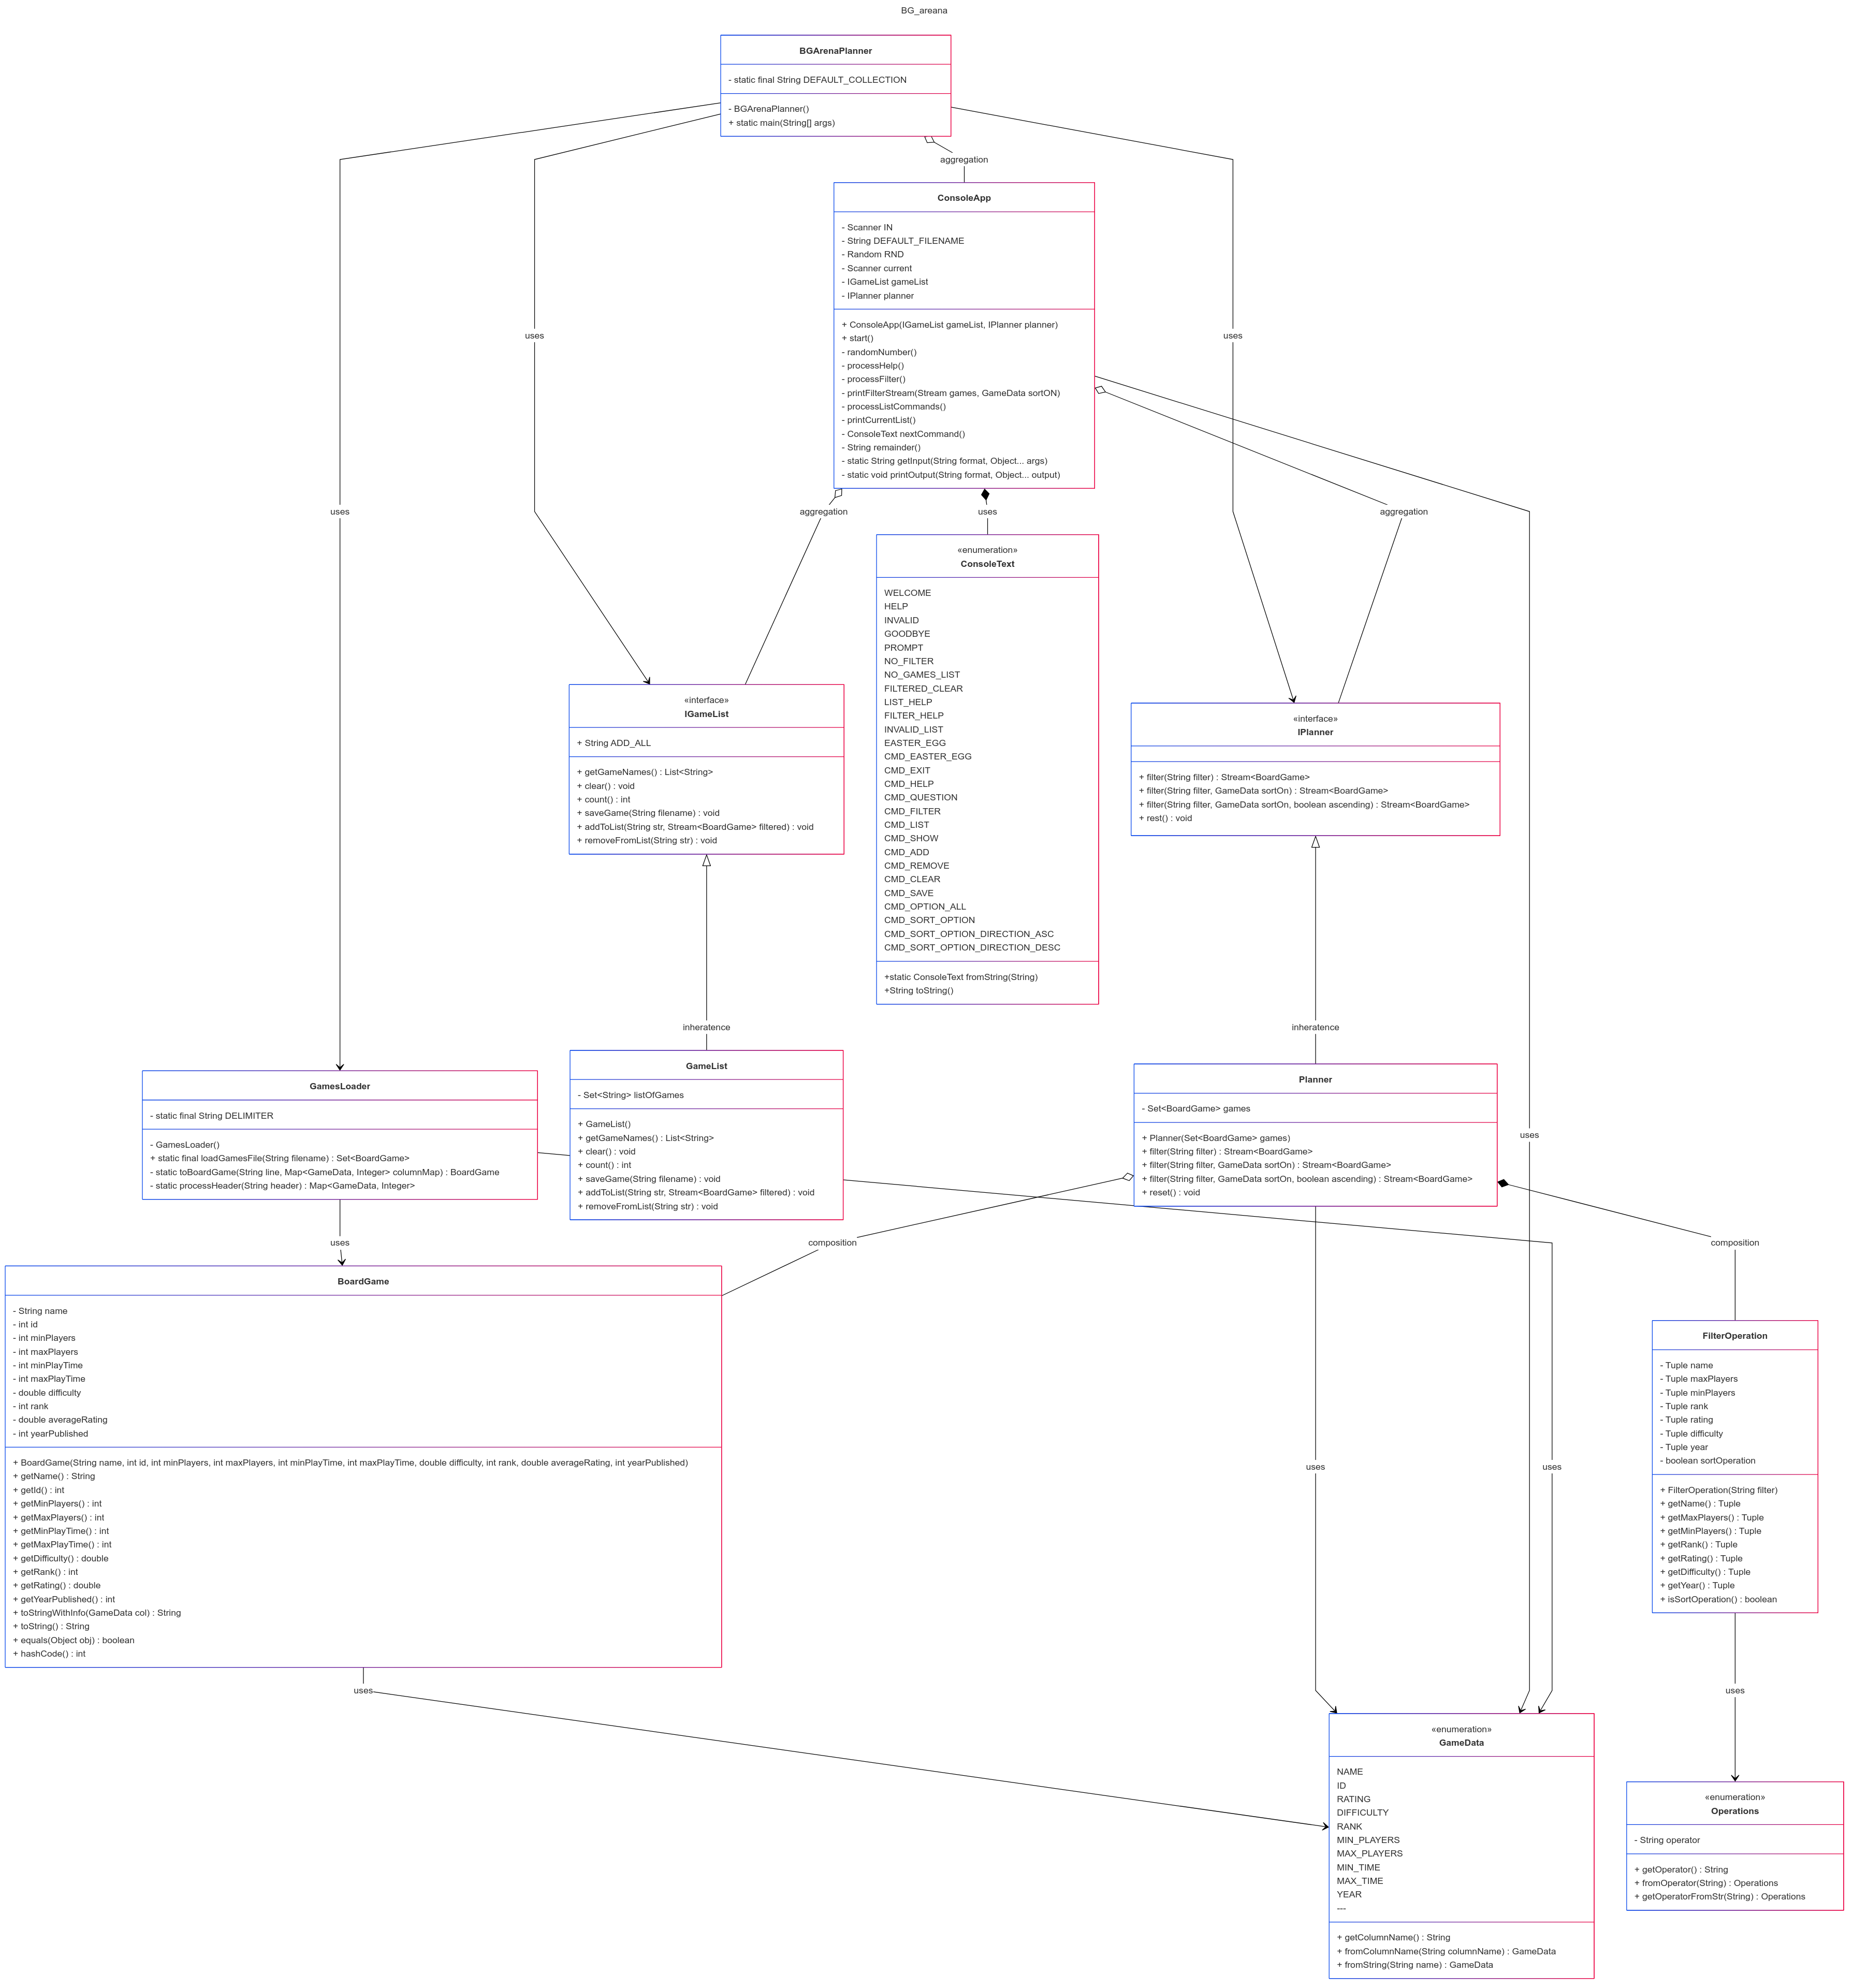 BG_areana
BGArenaPlanner
- static final String DEFAULT_COLLECTION
- BGArenaPlanner()
+ static main(String[] args)
aggregation
ConsoleApp
- Scanner IN
- String DEFAULT_FILENAME
- Random RND
- Scanner current
- IGameList gameList
- IPlanner planner
+ ConsoleApp(IGameList gameList, IPlanner planner)
+ start()
- randomNumber()
- processHelp()
- processFilter()
- printFilterStream(Stream games, GameData sortON)
- processListCommands()
- printCurrentList()
- ConsoleText nextCommand()
- String remainder()
- static String getInput(String format, Object... args)
- static void printOutput(String format, Object... output)
uses
uses
uses
aggregation
uses
aggregation
«enumeration»
ConsoleText
WELCOME
HELP
INVALID
GOODBYE
PROMPT
NO_FILTER
NO_GAMES_LIST
FILTERED_CLEAR
LIST_HELP
FILTER_HELP
INVALID_LIST
EASTER_EGG
CMD_EASTER_EGG
CMD_EXIT
CMD_HELP
CMD_QUESTION
CMD_FILTER
CMD_LIST
CMD_SHOW
CMD_ADD
CMD_REMOVE
CMD_CLEAR
CMD_SAVE
CMD_OPTION_ALL
CMD_SORT_OPTION
CMD_SORT_OPTION_DIRECTION_ASC
CMD_SORT_OPTION_DIRECTION_DESC
+static ConsoleText fromString(String)
+String toString()
«interface»
IGameList
+ String ADD_ALL
+ getGameNames() : List<String>
+ clear() : void
+ count() : int
+ saveGame(String filename) : void
+ addToList(String str, Stream<BoardGame> filtered) : void
+ removeFromList(String str) : void
«interface»
IPlanner
+ filter(String filter) : Stream<BoardGame>
+ filter(String filter, GameData sortOn) : Stream<BoardGame>
+ filter(String filter, GameData sortOn, boolean ascending) : Stream<BoardGame>
+ rest() : void
inheratence
inheratence
GamesLoader
- static final String DELIMITER
- GamesLoader()
+ static final loadGamesFile(String filename) : Set<BoardGame>
- static toBoardGame(String line, Map<GameData, Integer> columnMap) : BoardGame
- static processHeader(String header) : Map<GameData, Integer>
GameList
- Set<String> listOfGames
+ GameList()
+ getGameNames() : List<String>
+ clear() : void
+ count() : int
+ saveGame(String filename) : void
+ addToList(String str, Stream<BoardGame> filtered) : void
+ removeFromList(String str) : void
Planner
- Set<BoardGame> games
+ Planner(Set<BoardGame> games)
+ filter(String filter) : Stream<BoardGame>
+ filter(String filter, GameData sortOn) : Stream<BoardGame>
+ filter(String filter, GameData sortOn, boolean ascending) : Stream<BoardGame>
+ reset() : void
uses
uses
composition
composition
BoardGame
- String name
- int id
- int minPlayers
- int maxPlayers
- int minPlayTime
- int maxPlayTime
- double difficulty
- int rank
- double averageRating
- int yearPublished
+ BoardGame(String name, int id, int minPlayers, int maxPlayers, int minPlayTime, int maxPlayTime, double difficulty, int rank, double averageRating, int yearPublished)
+ getName() : String
+ getId() : int
+ getMinPlayers() : int
+ getMaxPlayers() : int
+ getMinPlayTime() : int
+ getMaxPlayTime() : int
+ getDifficulty() : double
+ getRank() : int
+ getRating() : double
+ getYearPublished() : int
+ toStringWithInfo(GameData col) : String
+ toString() : String
+ equals(Object obj) : boolean
+ hashCode() : int
FilterOperation
- Tuple name
- Tuple maxPlayers
- Tuple minPlayers
- Tuple rank
- Tuple rating
- Tuple difficulty
- Tuple year
- boolean sortOperation
+ FilterOperation(String filter)
+ getName() : Tuple
+ getMaxPlayers() : Tuple
+ getMinPlayers() : Tuple
+ getRank() : Tuple
+ getRating() : Tuple
+ getDifficulty() : Tuple
+ getYear() : Tuple
+ isSortOperation() : boolean
uses
uses
uses
uses
«enumeration»
GameData
NAME
ID
RATING
DIFFICULTY
RANK
MIN_PLAYERS
MAX_PLAYERS
MIN_TIME
MAX_TIME
YEAR
---
+ getColumnName() : String
+ fromColumnName(String columnName) : GameData
+ fromString(String name) : GameData
«enumeration»
Operations
- String operator
+ getOperator() : String
+ fromOperator(String) : Operations
+ getOperatorFromStr(String) : Operations